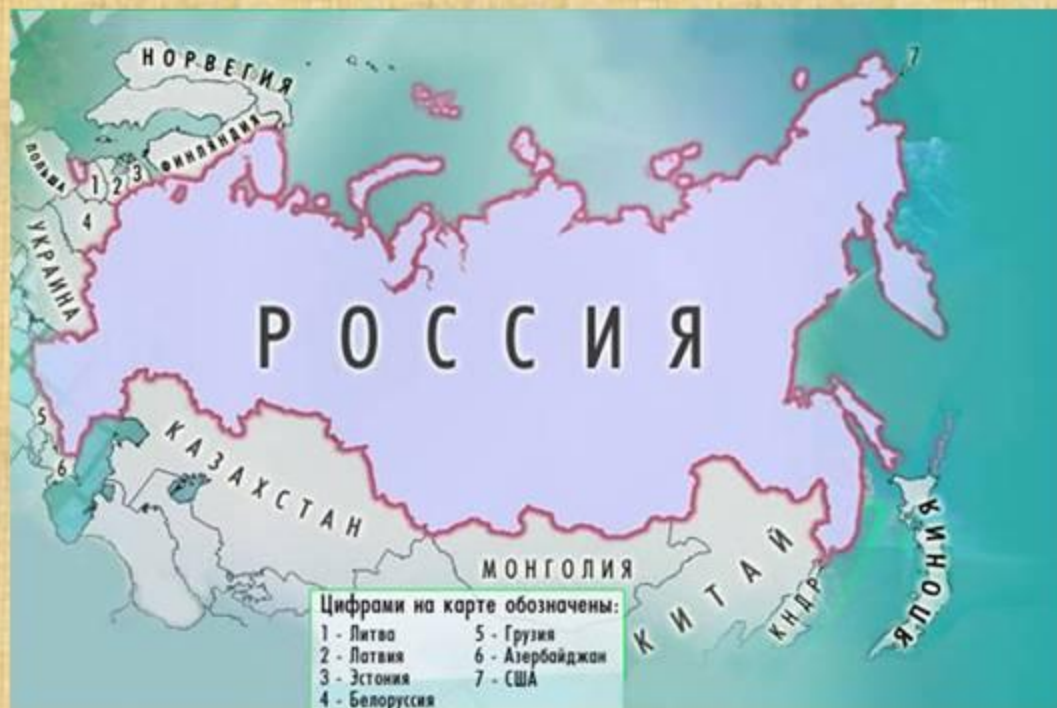 НОРВЕГИЯ
7
ФИНЛЯНДИЯ
ПОЛЬША
1
2
3
4
УКРАИНА
РОССИЯ
5
6
КАЗАХСТАН
МОНГОЛИЯ
КИТАЙ
КНДР
ЯПОНИЯ
Цифрами на карте обозначены:
1 - Литва
2 - Латвия
3 - Эстония
4 - Белоруссия
5 - Грузия
6 - Азербайджан
7 - США